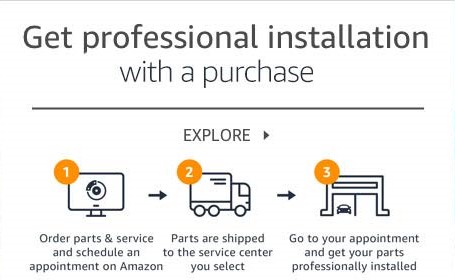 Get professional installation
with a purchase
EXPLORE
1
2
3
Order parts & service
and schedule an
appointment on Amazon
Parts are shipped
to the service center
you select
Go to your appointment
and get your parts
professionally installed